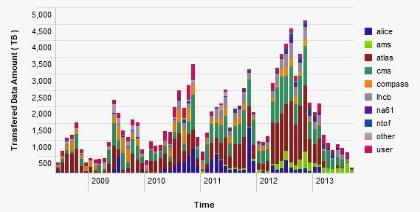 Transfered Data Amount ( TB )
5,000
4,500
4,000
3,500
3,000
2,500
2,000
1,500
1,000
500
2009
2010
2011
2012
2013
Time
alice
ams
atlas
cms
compass
lhcb
na61
ntof
other
user